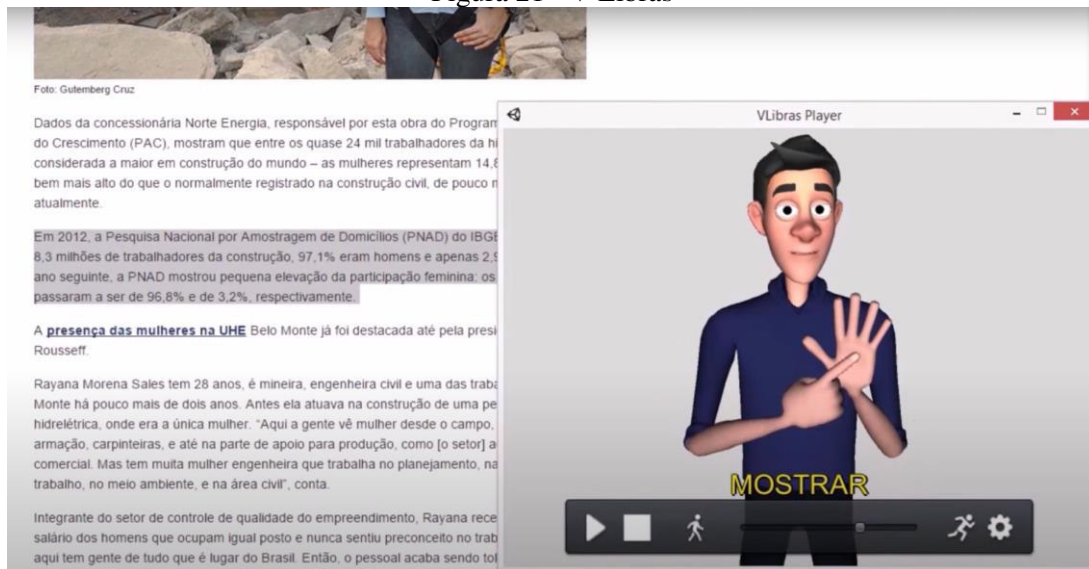 Foto: Gutemberg Cruz
Dados da concessionária Norte Energia, responsável por esta obra do Program
do Crescimento (PAC), mostram que entre os quase 24 mil trabalhadores da hi
considerada a maior em construção do mundo – as mulheres representam 14,8
bem mais alto do que o normalmente registrado na construção civil, de pouco
atualmente.
Em 2012, a Pesquisa Nacional por Amostragem de Domicílios (PNAD) do IBGE
8,3 milhões de trabalhadores da construção, 97,1% eram homens e apenas 2,9
ano seguinte, a PNAD mostrou pequena elevação da participação feminina: os
passaram a ser de 96,8% e de 3,2%, respectivamente.
A presença das mulheres na UHE Belo Monte já foi destacada até pela presi
Rousseff.
Rayana Morena Sales tem 28 anos, é mineira, engenheira civil e uma das traba
Monte há pouco mais de dois anos. Antes ela atuava na construção de uma pe
hidrelétrica, onde era a única mulher. “Aqui a gente vê mulher desde o campo,
armação, carpinteiras, e até na parte de apoio para produção, como [o setor] a
comercial. Mas tem muita mulher engenheira que trabalha no planejamento, na
trabalho, no meio ambiente, e na área civil”, conta.
Integrante do setor de controle de qualidade do empreendimento, Rayana rece
salário dos homens que ocupam igual posto e nunca sentiu preconceito no trab
aqui tem gente de tudo que é lugar do Brasil. Então, o pessoal acaba sendo tol
VLibras Player
MOSTRAR